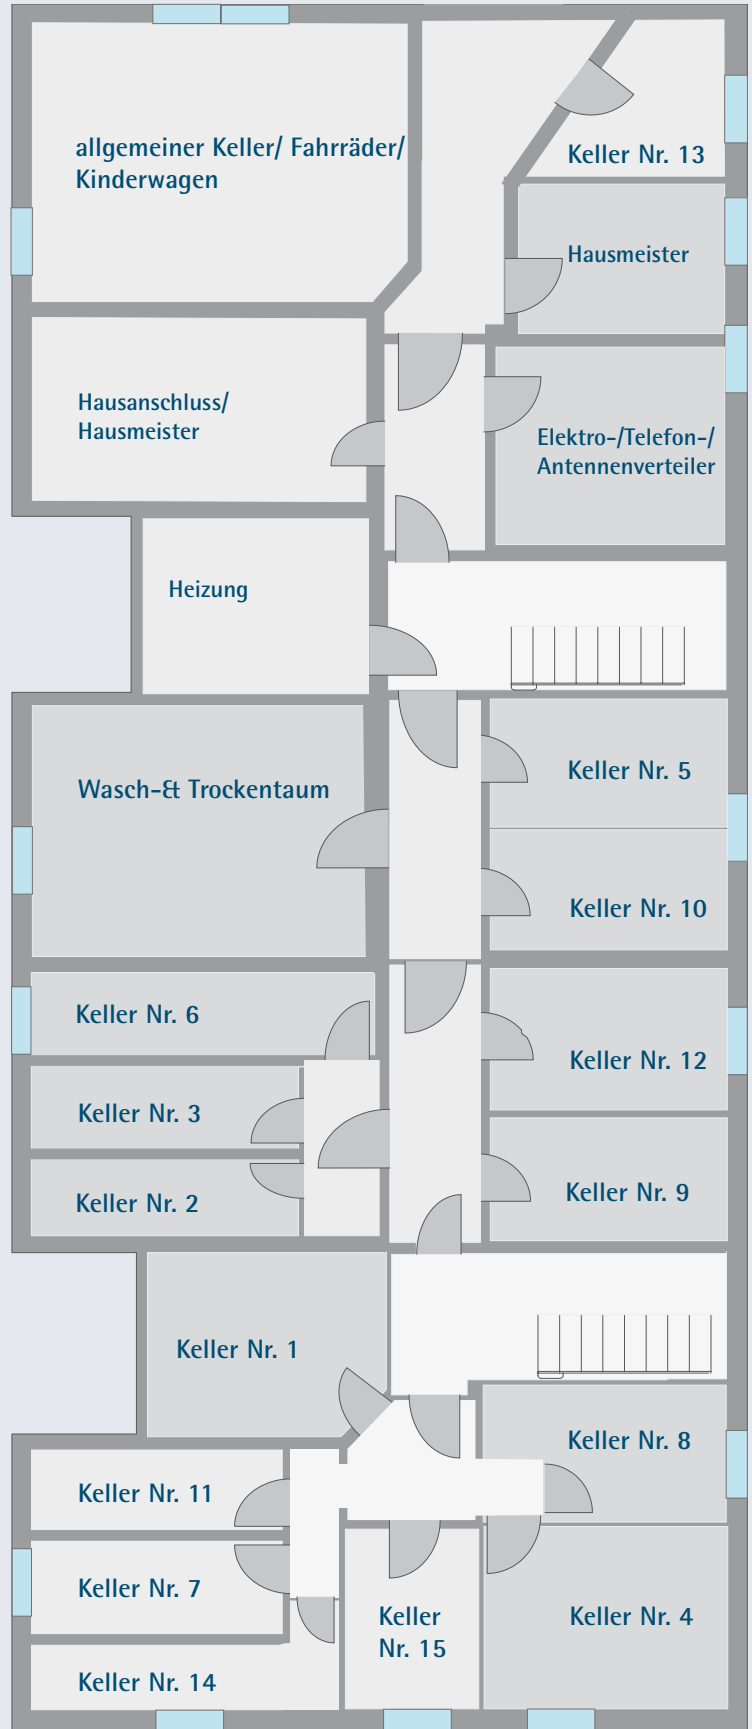 allgemeiner Keller/ Fahrräder/
Kinderwagen
Keller Nr. 13
Hausmeister
Hausanschluss/
Hausmeister
Elektro-/Telefon-/
Antennenverteiler
Heizung
Wasch-& Trockentaum
Keller Nr. 5
Keller Nr. 10
Keller Nr. 6
Keller Nr. 12
Keller Nr. 3
Keller Nr. 2
Keller Nr. 9
Keller Nr. 1
Keller Nr. 8
Keller Nr. 11
Keller Nr. 7
Keller
Nr. 15
Keller Nr. 4
Keller Nr. 14